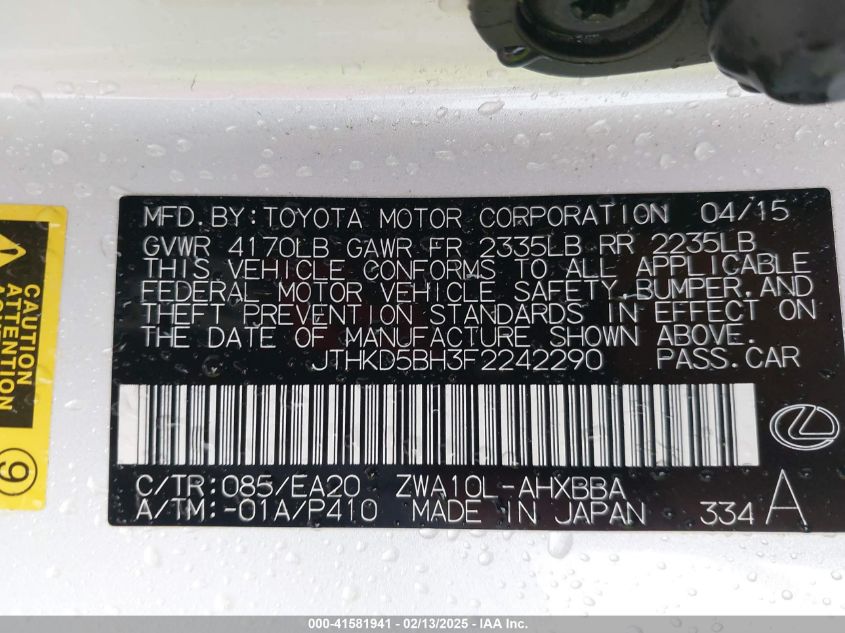 MFD.BY:TOYOTA MOTOR CORPORATION 04/15
GVWR 4170LB GAWR FR 2335LB RR 2235LB
THIS VEHICLE CONFORMS TO ALL APPLICABLE
FEDERAL MOTOR VEHICLE SAFETY,BUMPER,AND
THEFT PREVENTION STANDARDS IN EFFECT ON
THE DATE OF MANUFACTURE SHOWN ABOVE.
JTHKD5BH3F2242290 PASS.CAR
C/TR:085/EA20 ZWA10L-AHXBBA
A/TM:-01A/P410 MADE IN JAPAN 334 A
CAUTION
ATTENTION
9
000-41581941 - 02/13/2025 - IAA Inc.